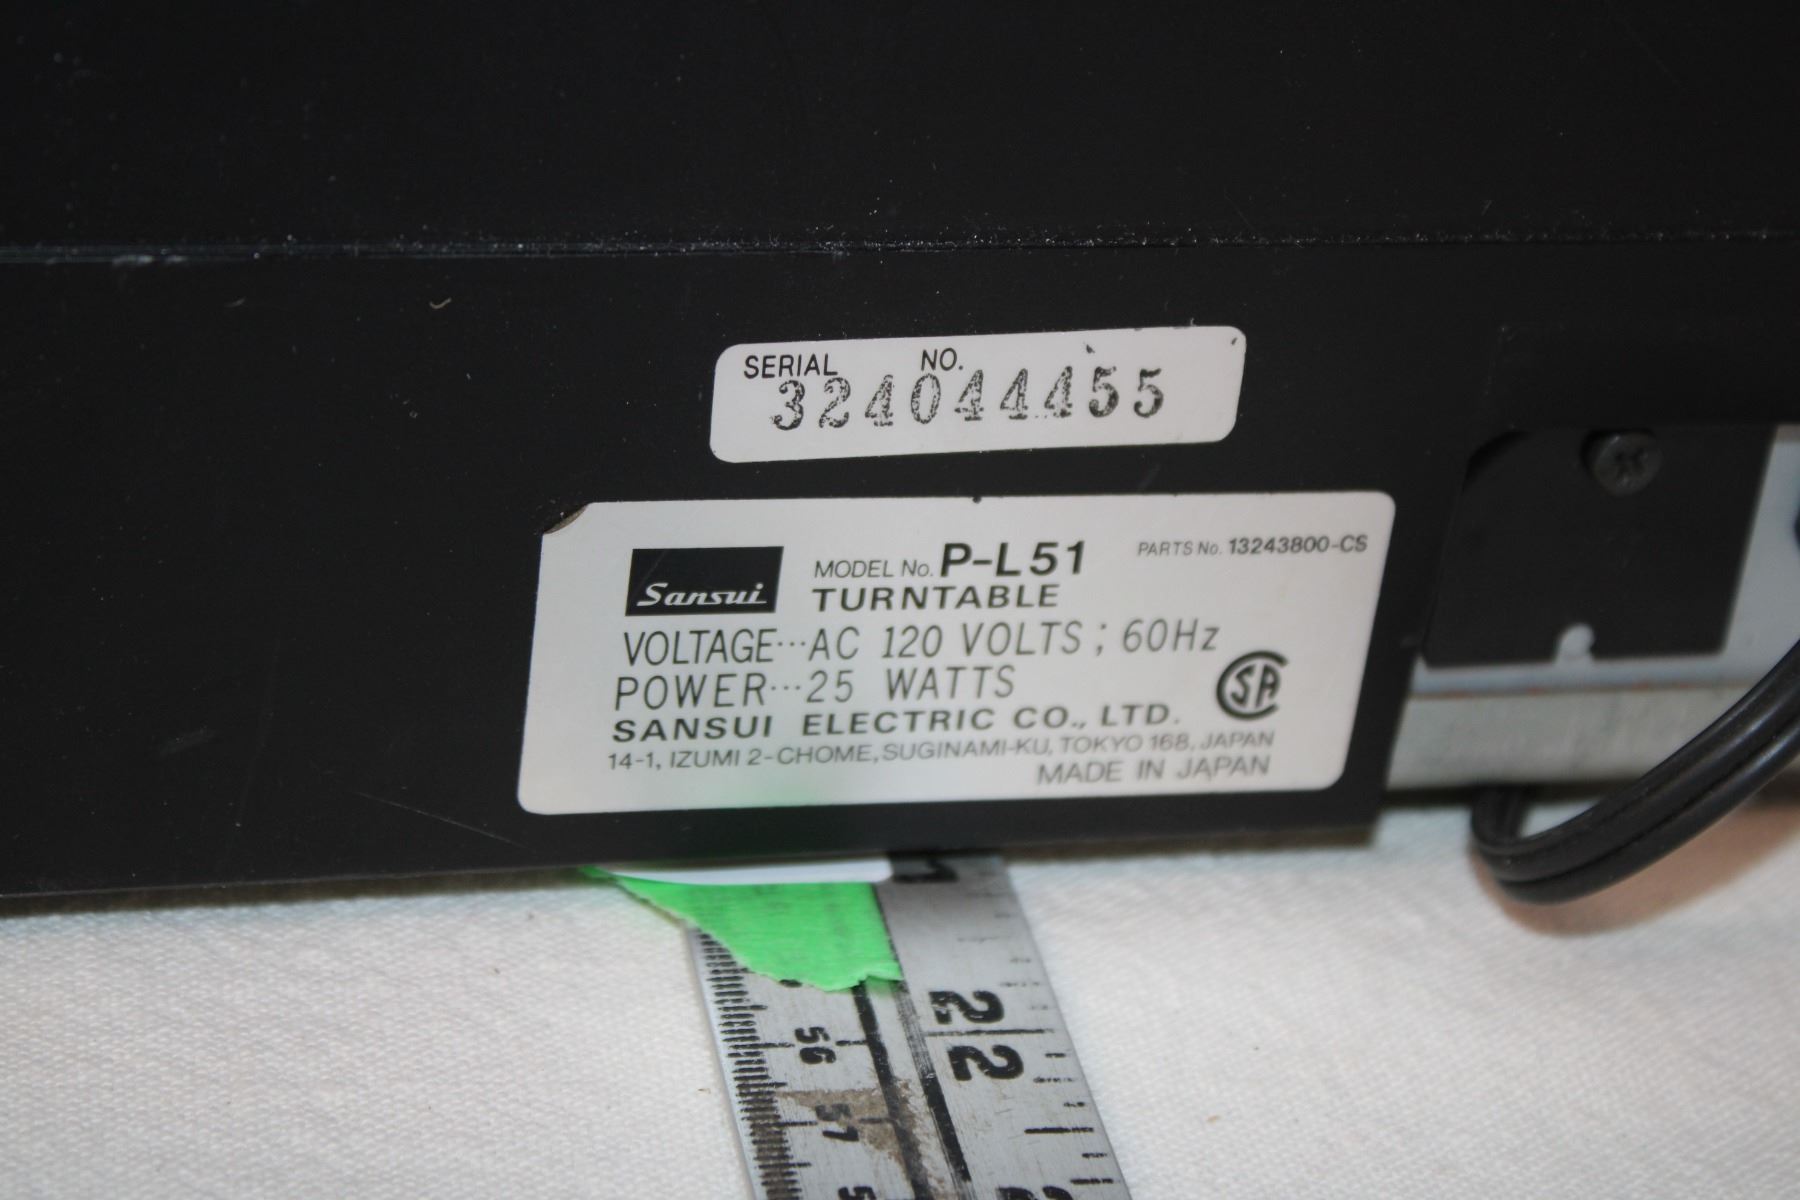 SERIAL NO.
324044455
Sansui
MODEL No. P-L51
PARTS No. 13243800-CS
TURNTABLE
VOLTAGE···AC 120 VOLTS ; 60Hz
POWER···25 WATTS
SA
SANSUI ELECTRIC CO., LTD.
14-1, IZUMI 2-CHOME, SUGINAMI-KU, TOKYO 168, JAPAN
MADE IN JAPAN
22
56
57